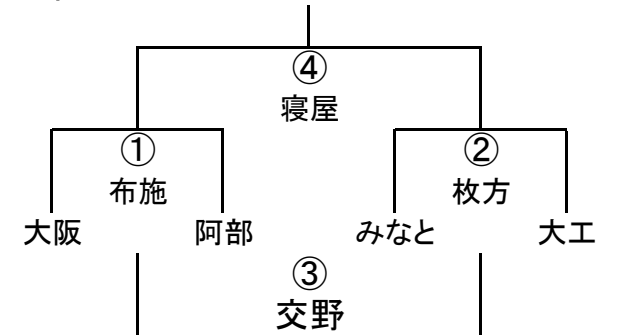 ④
寝屋
① ②
布施 枚方
大阪 阿部 みなと 大工
③
交野